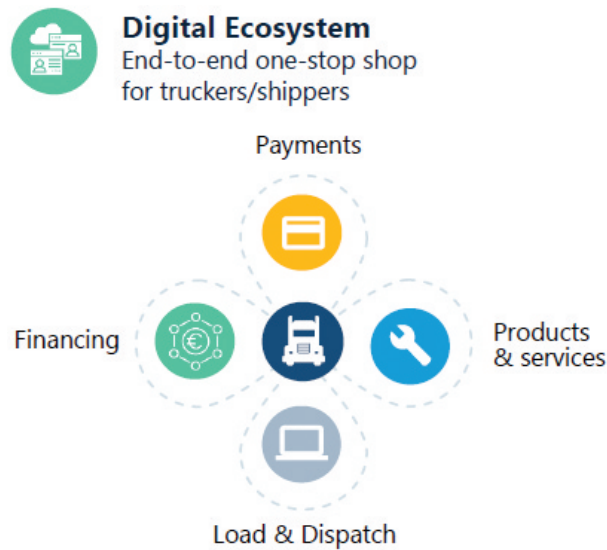 Digital Ecosystem
End-to-end one-stop shop
for truckers/shippers
Payments
Financing
€
Products
& services
Load & Dispatch